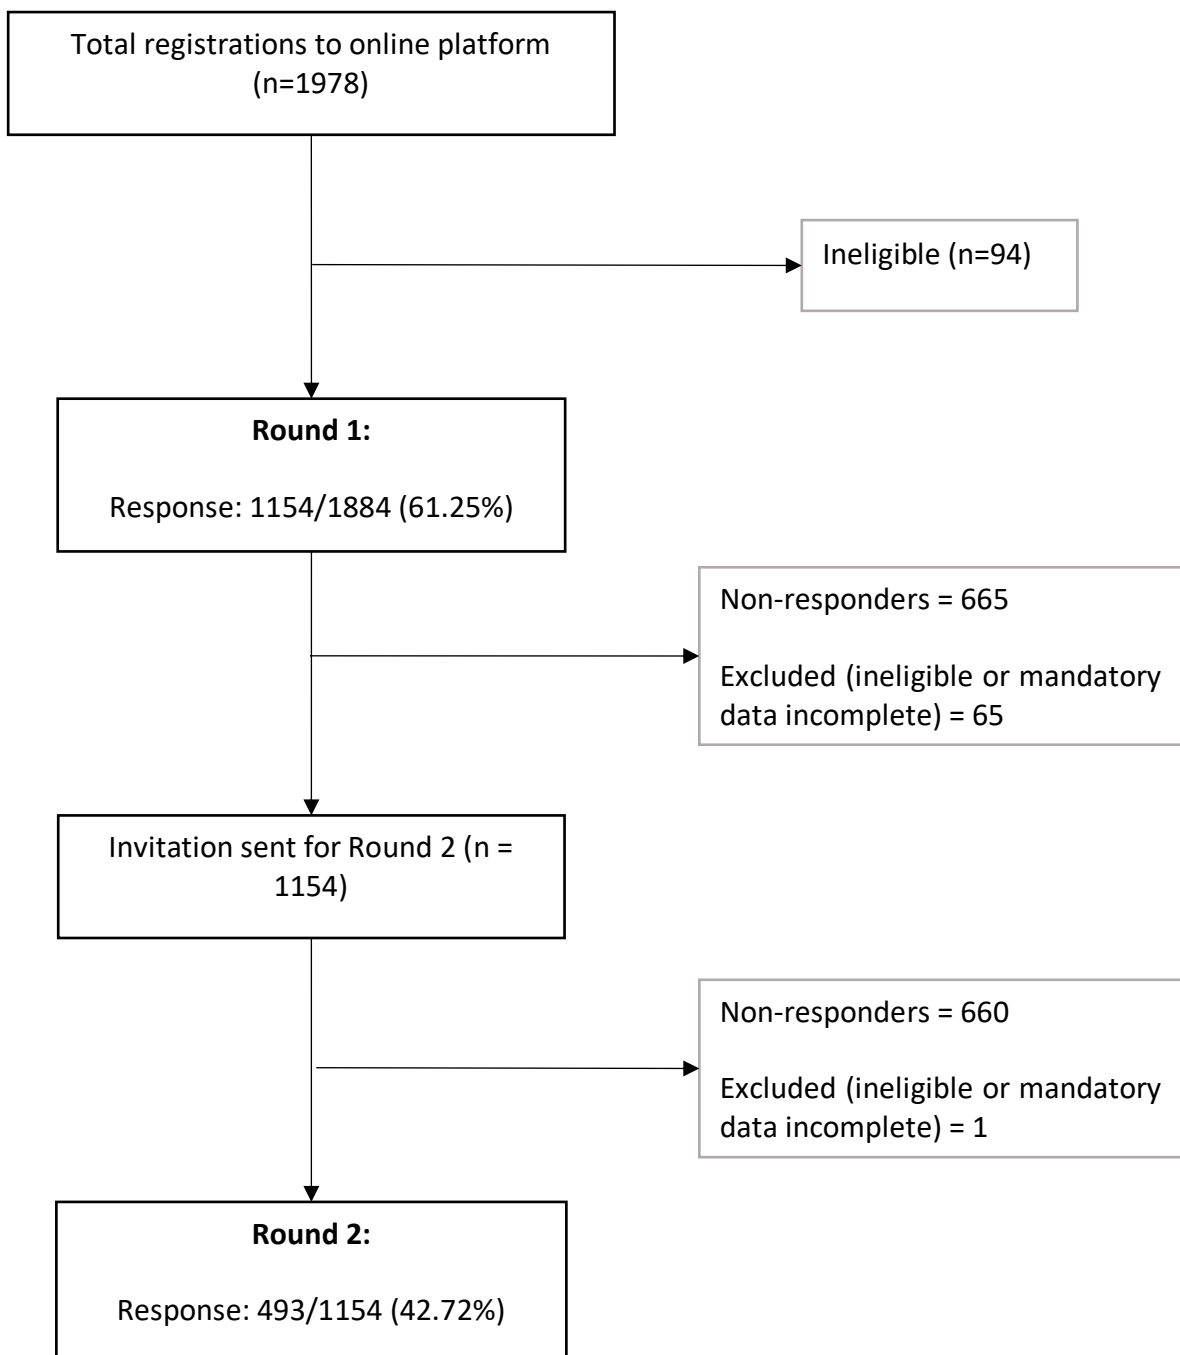 Total registrations to online platform
(n=1978)
Ineligible (n=94)
Round 1:
Response: 1154/1884 (61.25%)
Non-responders = 665
Excluded (ineligible or mandatory
data incomplete) = 65
Invitation sent for Round 2 (n =
1154)
Non-responders = 660
Excluded (ineligible or mandatory
data incomplete) = 1
Round 2:
Response: 493/1154 (42.72%)